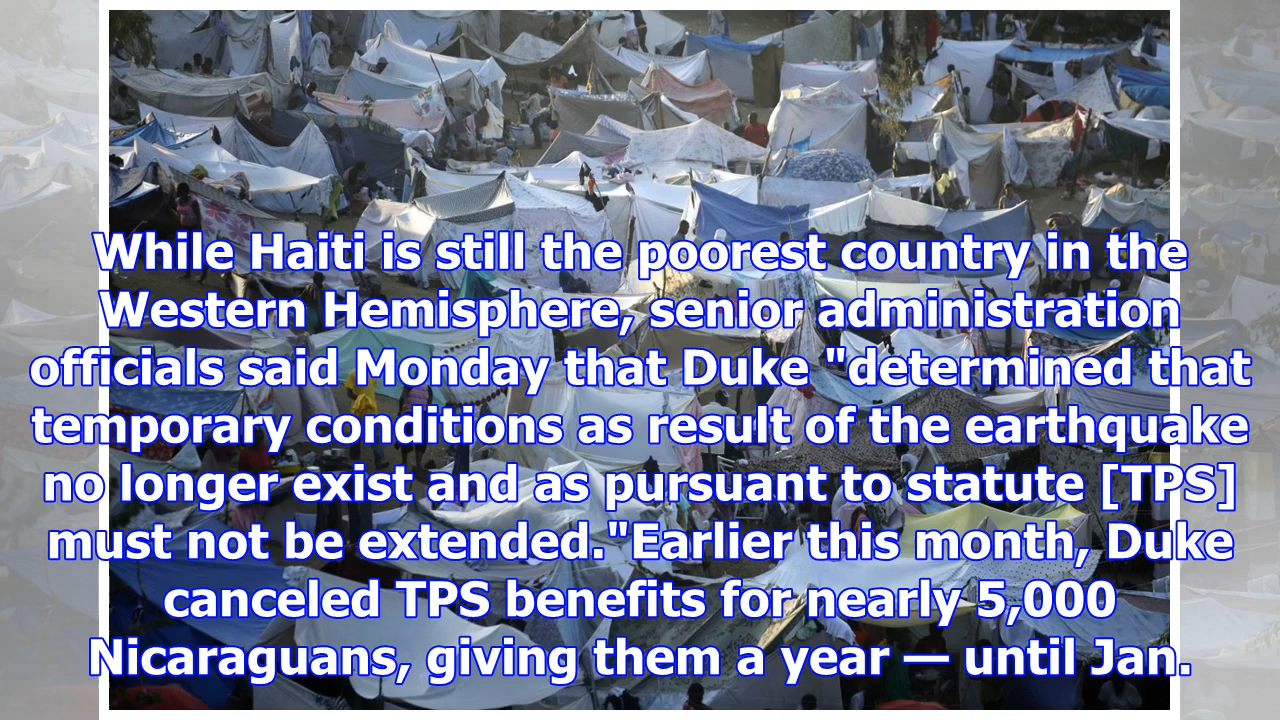 While Haiti is still the poorest country in the
Western Hemisphere, senior administration
officials said Monday that Duke "determined that
temporary conditions as result of the earthquake
no longer exist and as pursuant to statute [TPS]
must not be extended."Earlier this month, Duke
canceled TPS benefits for nearly 5,000
Nicaraguans, giving them a year — until Jan.